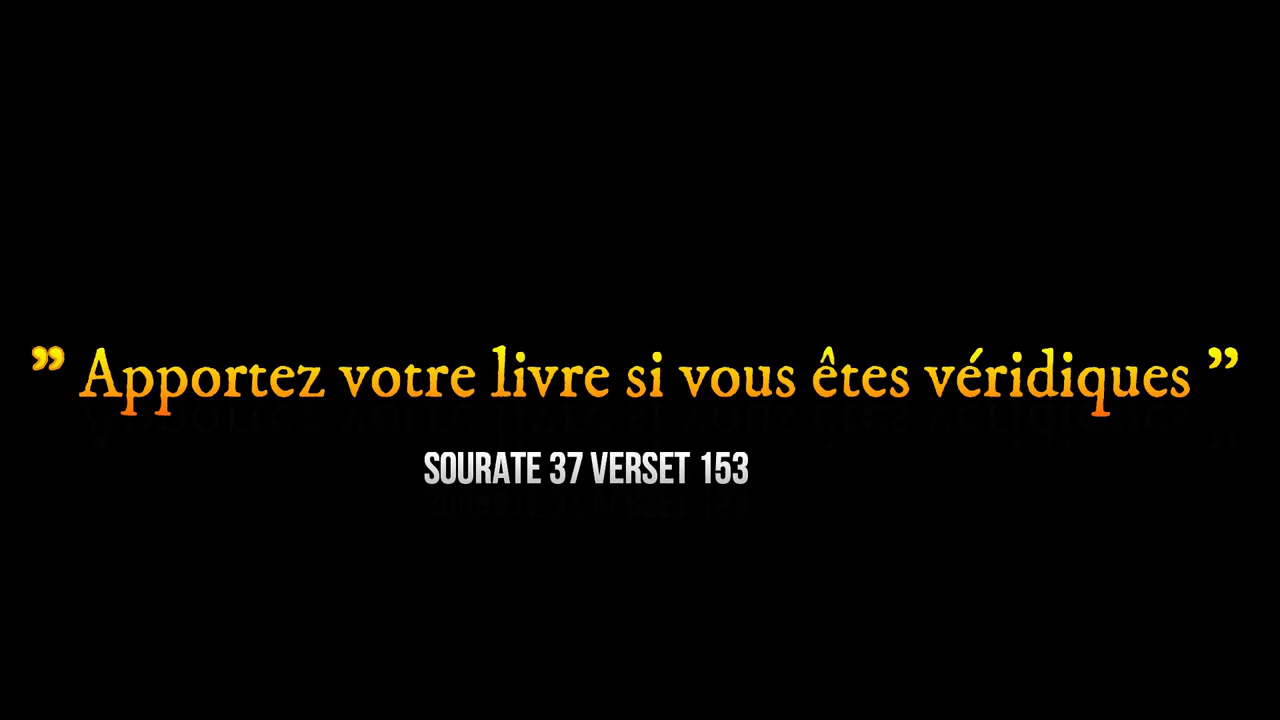 ” Apportez votre livre si vous êtes véridiques ”
SOURATE 37 VERSET 153